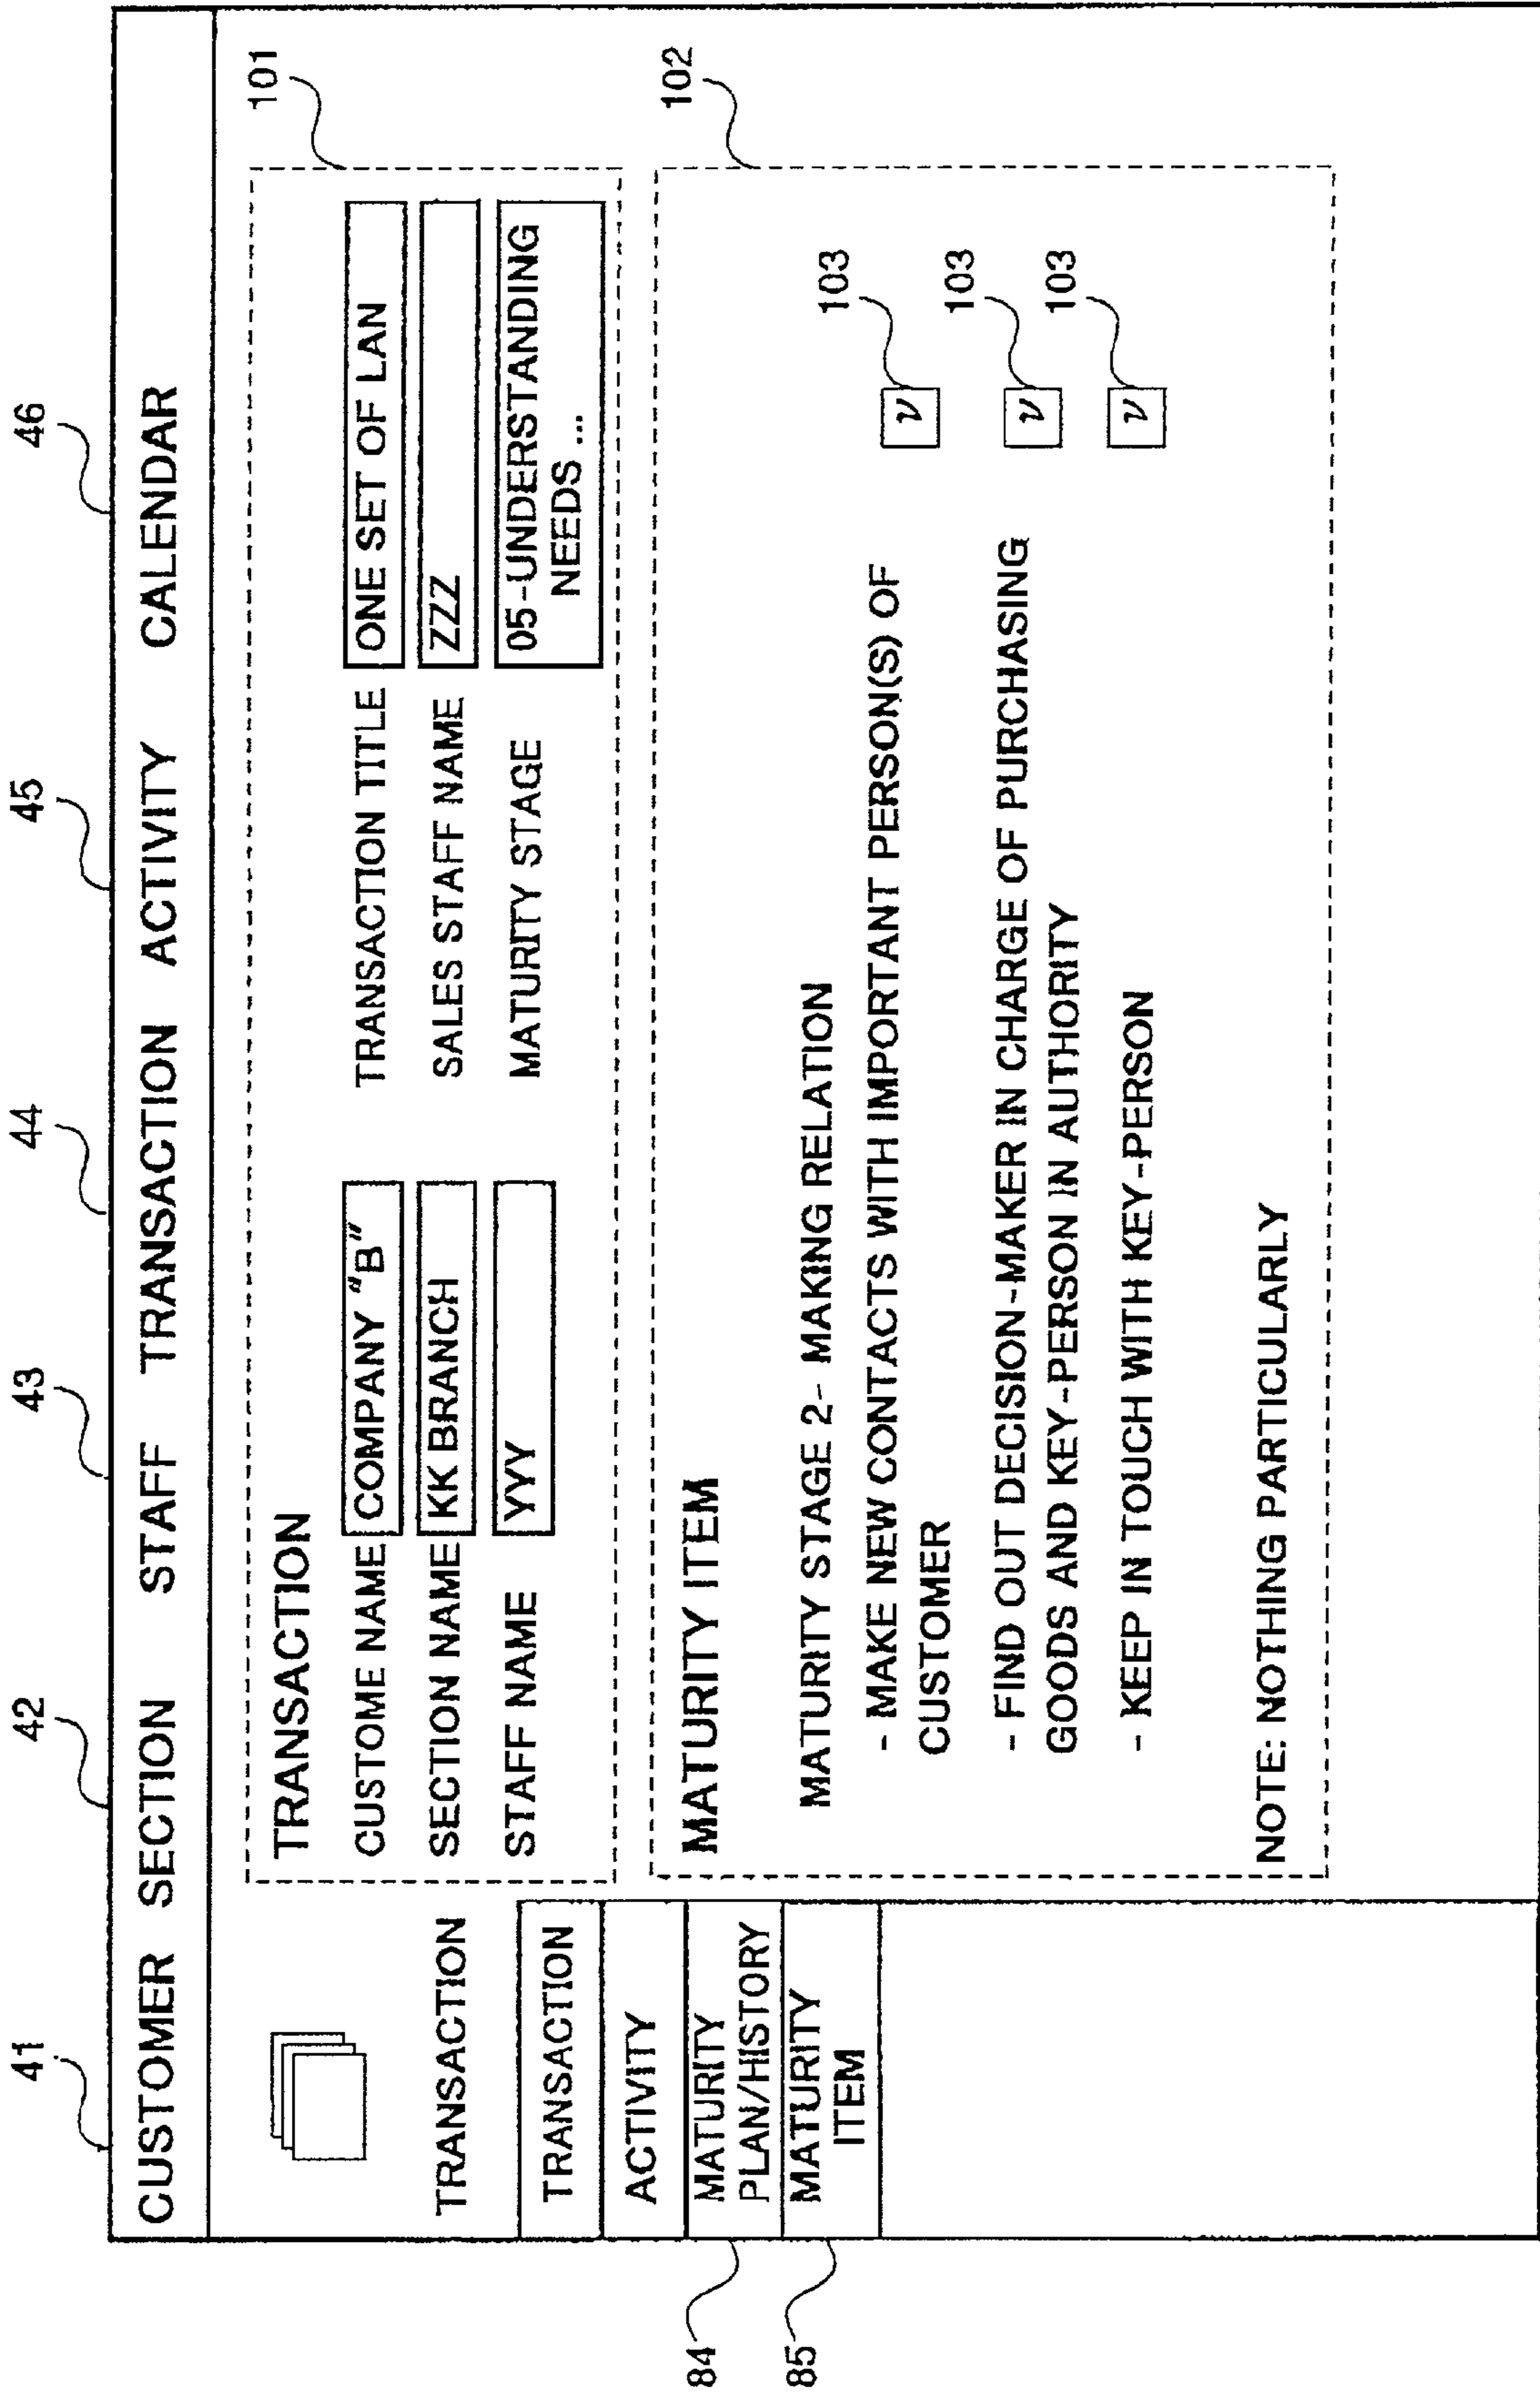 41 42 43 44 45 46
CUSTOMER SECTION STAFF TRANSACTION ACTIVITY CALENDAR
TRANSACTION
TRANSACTION
ACTIVITY
84
MATURITY
PLAN/HISTORY
85
MATURITY
ITEM
101
TRANSACTION
CUSTOME NAME COMPANY "B" TRANSACTION TITLE ONE SET OF LAN
SECTION NAME KK BRANCH SALES STAFF NAME ZZZ
STAFF NAME YYY MATURITY STAGE 05-UNDERSTANDING
NEEDS ...
102
MATURITY ITEM
MATURITY STAGE 2- MAKING RELATION
- MAKE NEW CONTACTS WITH IMPORTANT PERSON(S) OF ν 103
CUSTOMER
- FIND OUT DECISION-MAKER IN CHARGE OF PURCHASING ν 103
GOODS AND KEY-PERSON IN AUTHORITY
- KEEP IN TOUCH WITH KEY-PERSON ν 103
NOTE: NOTHING PARTICULARLY